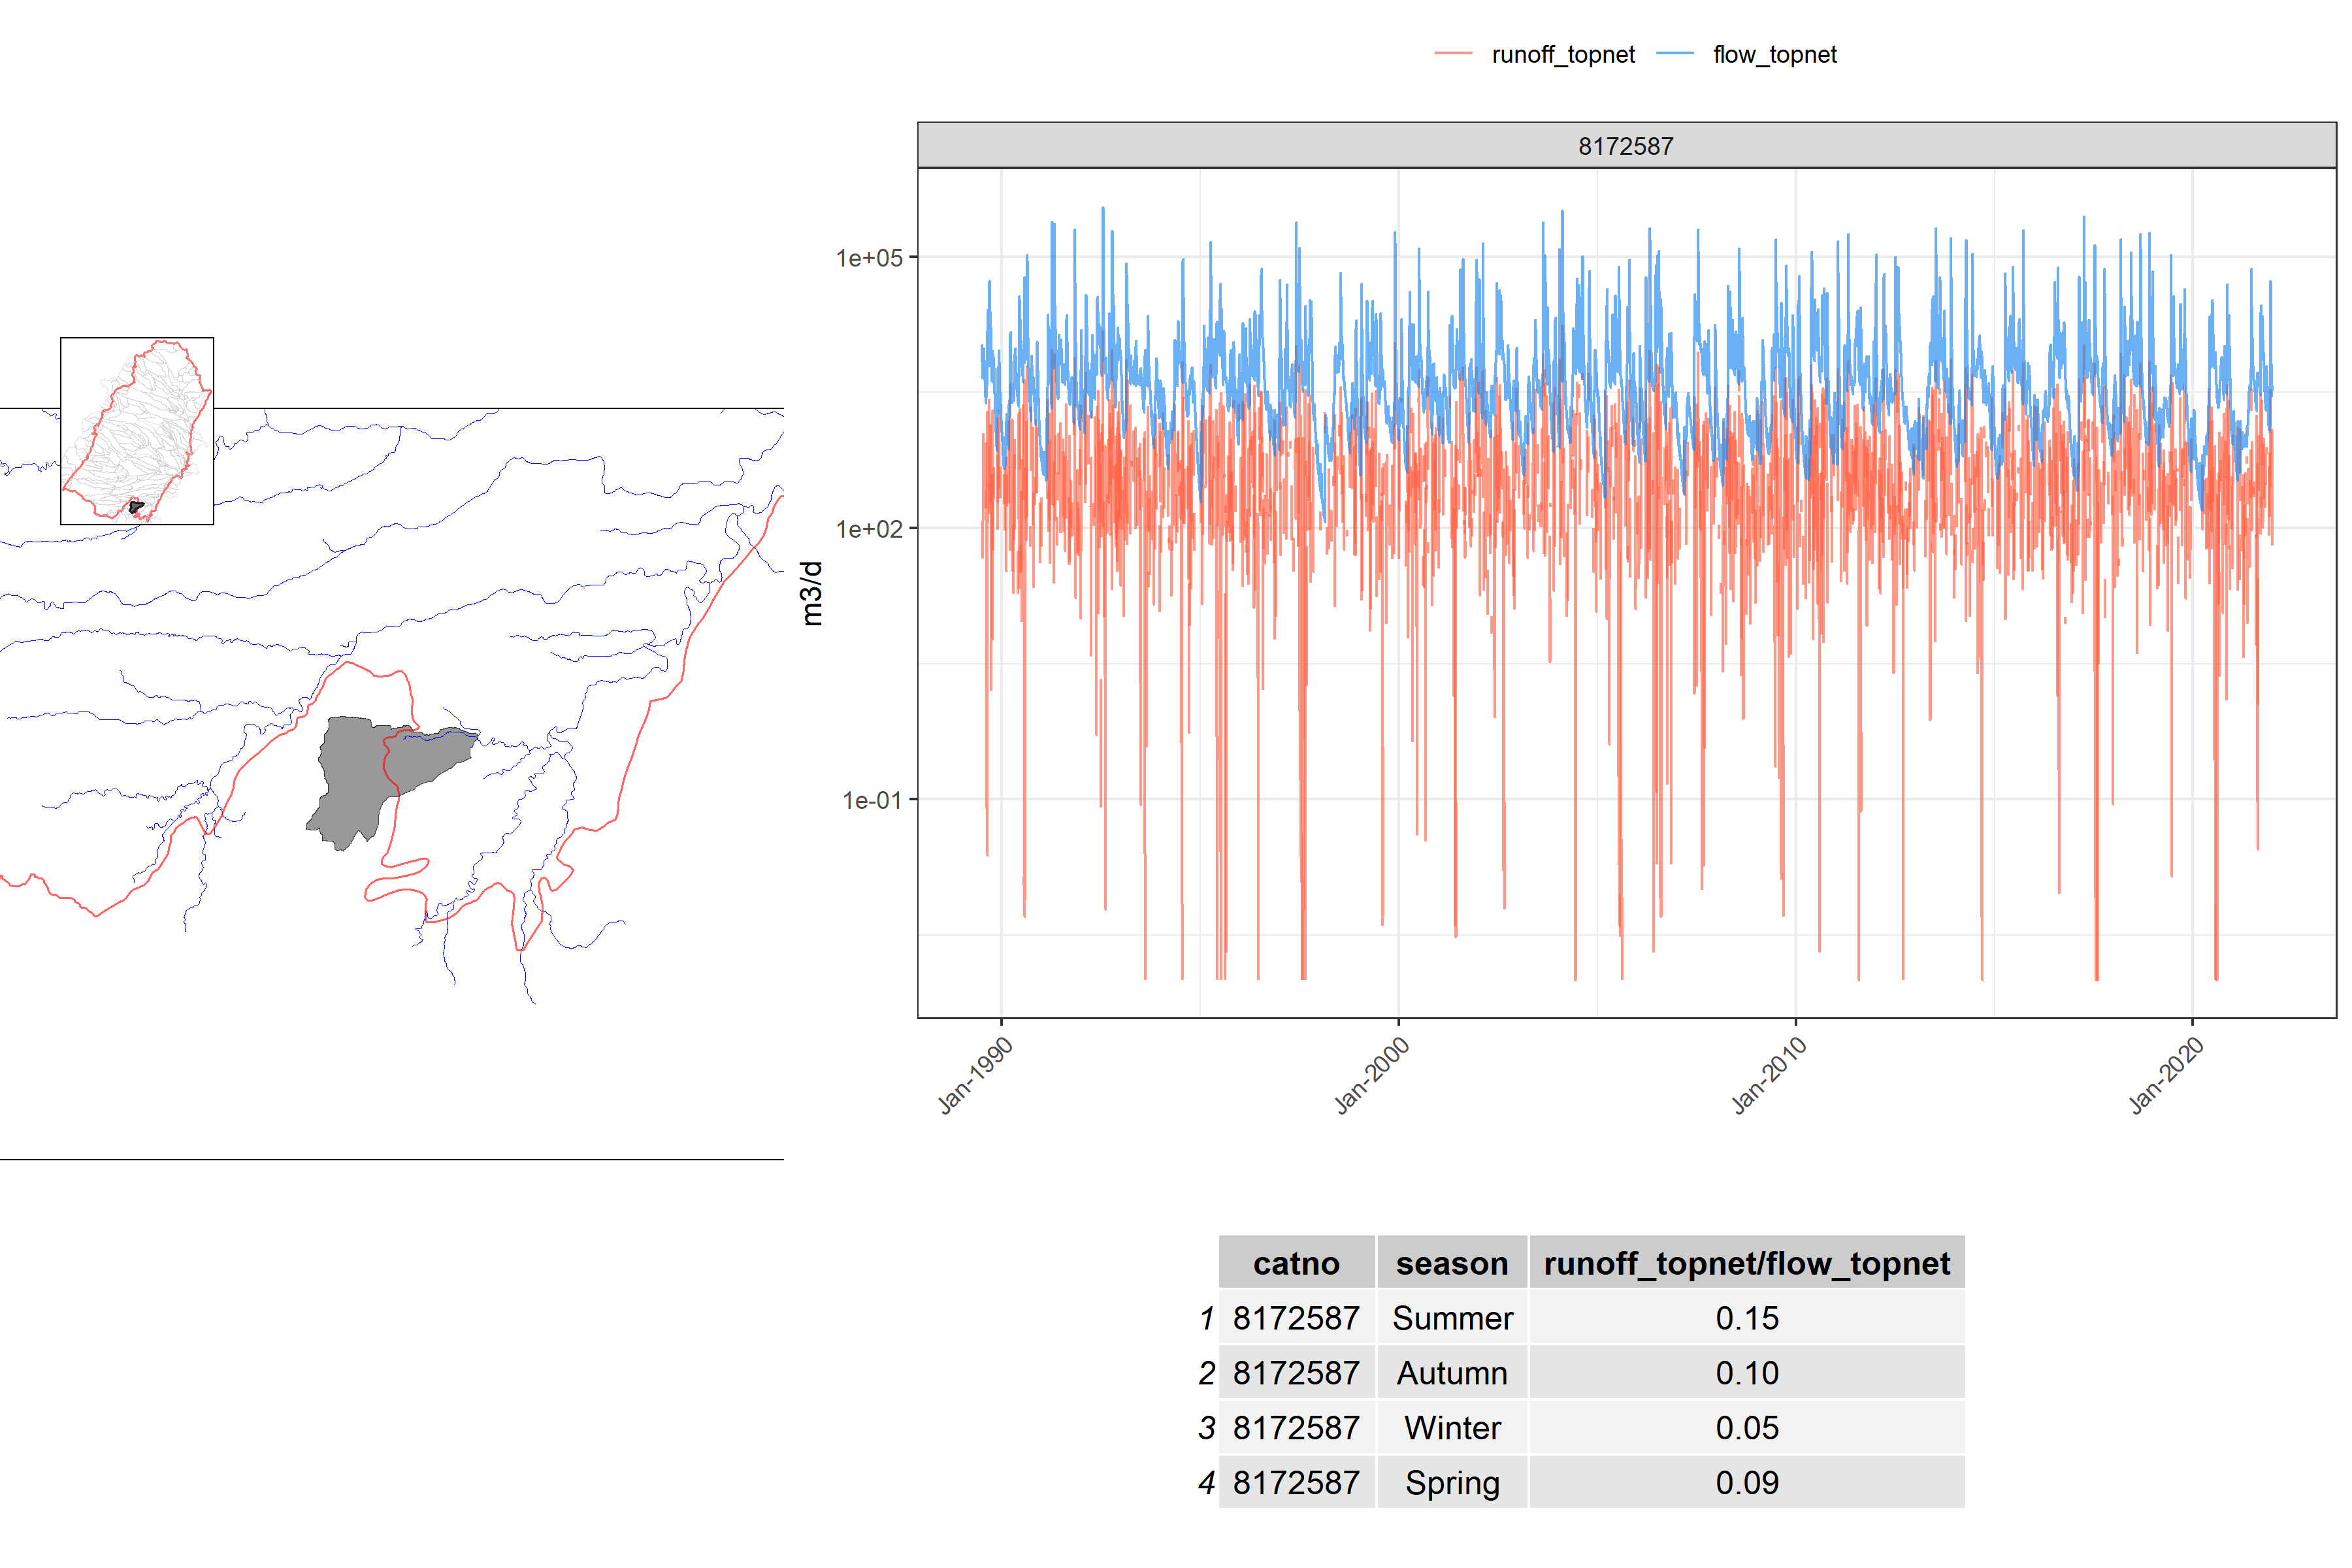 runoff_topnet flow_topnet
8172587
1e+05
1e+02
1e-01
m3/d
Jan-1990 Jan-2000 Jan-2010 Jan-2020
catno season runoff_topnet/flow_topnet
1 8172587 Summer 0.15
2 8172587 Autumn 0.10
3 8172587 Winter 0.05
4 8172587 Spring 0.09